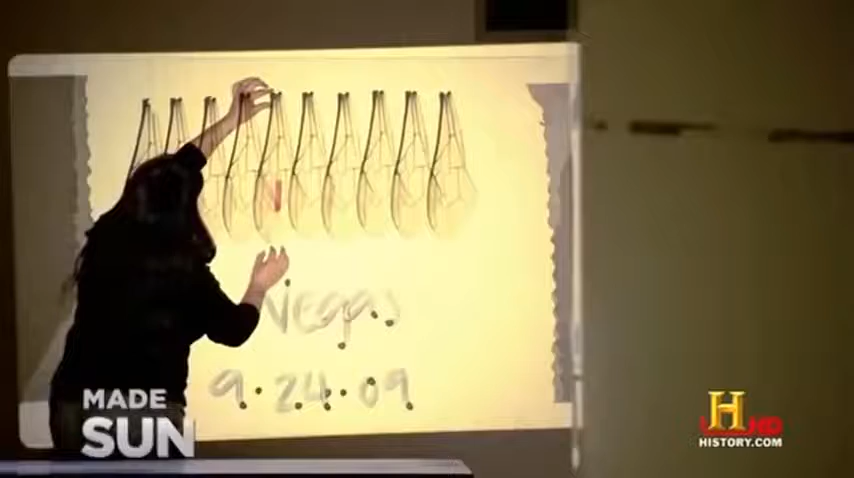 Vegas
9.24.09
MADE
SUN
H
HD
HISTORY.COM